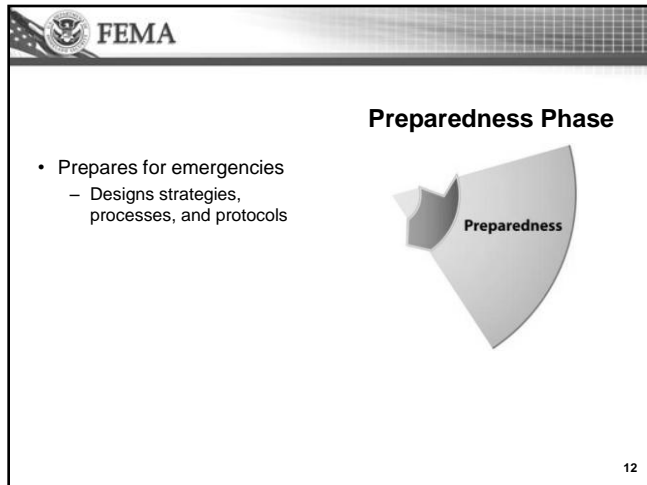 FEMA
Preparedness Phase
• Prepares for emergencies
– Designs strategies,
processes, and protocols
Preparedness
12